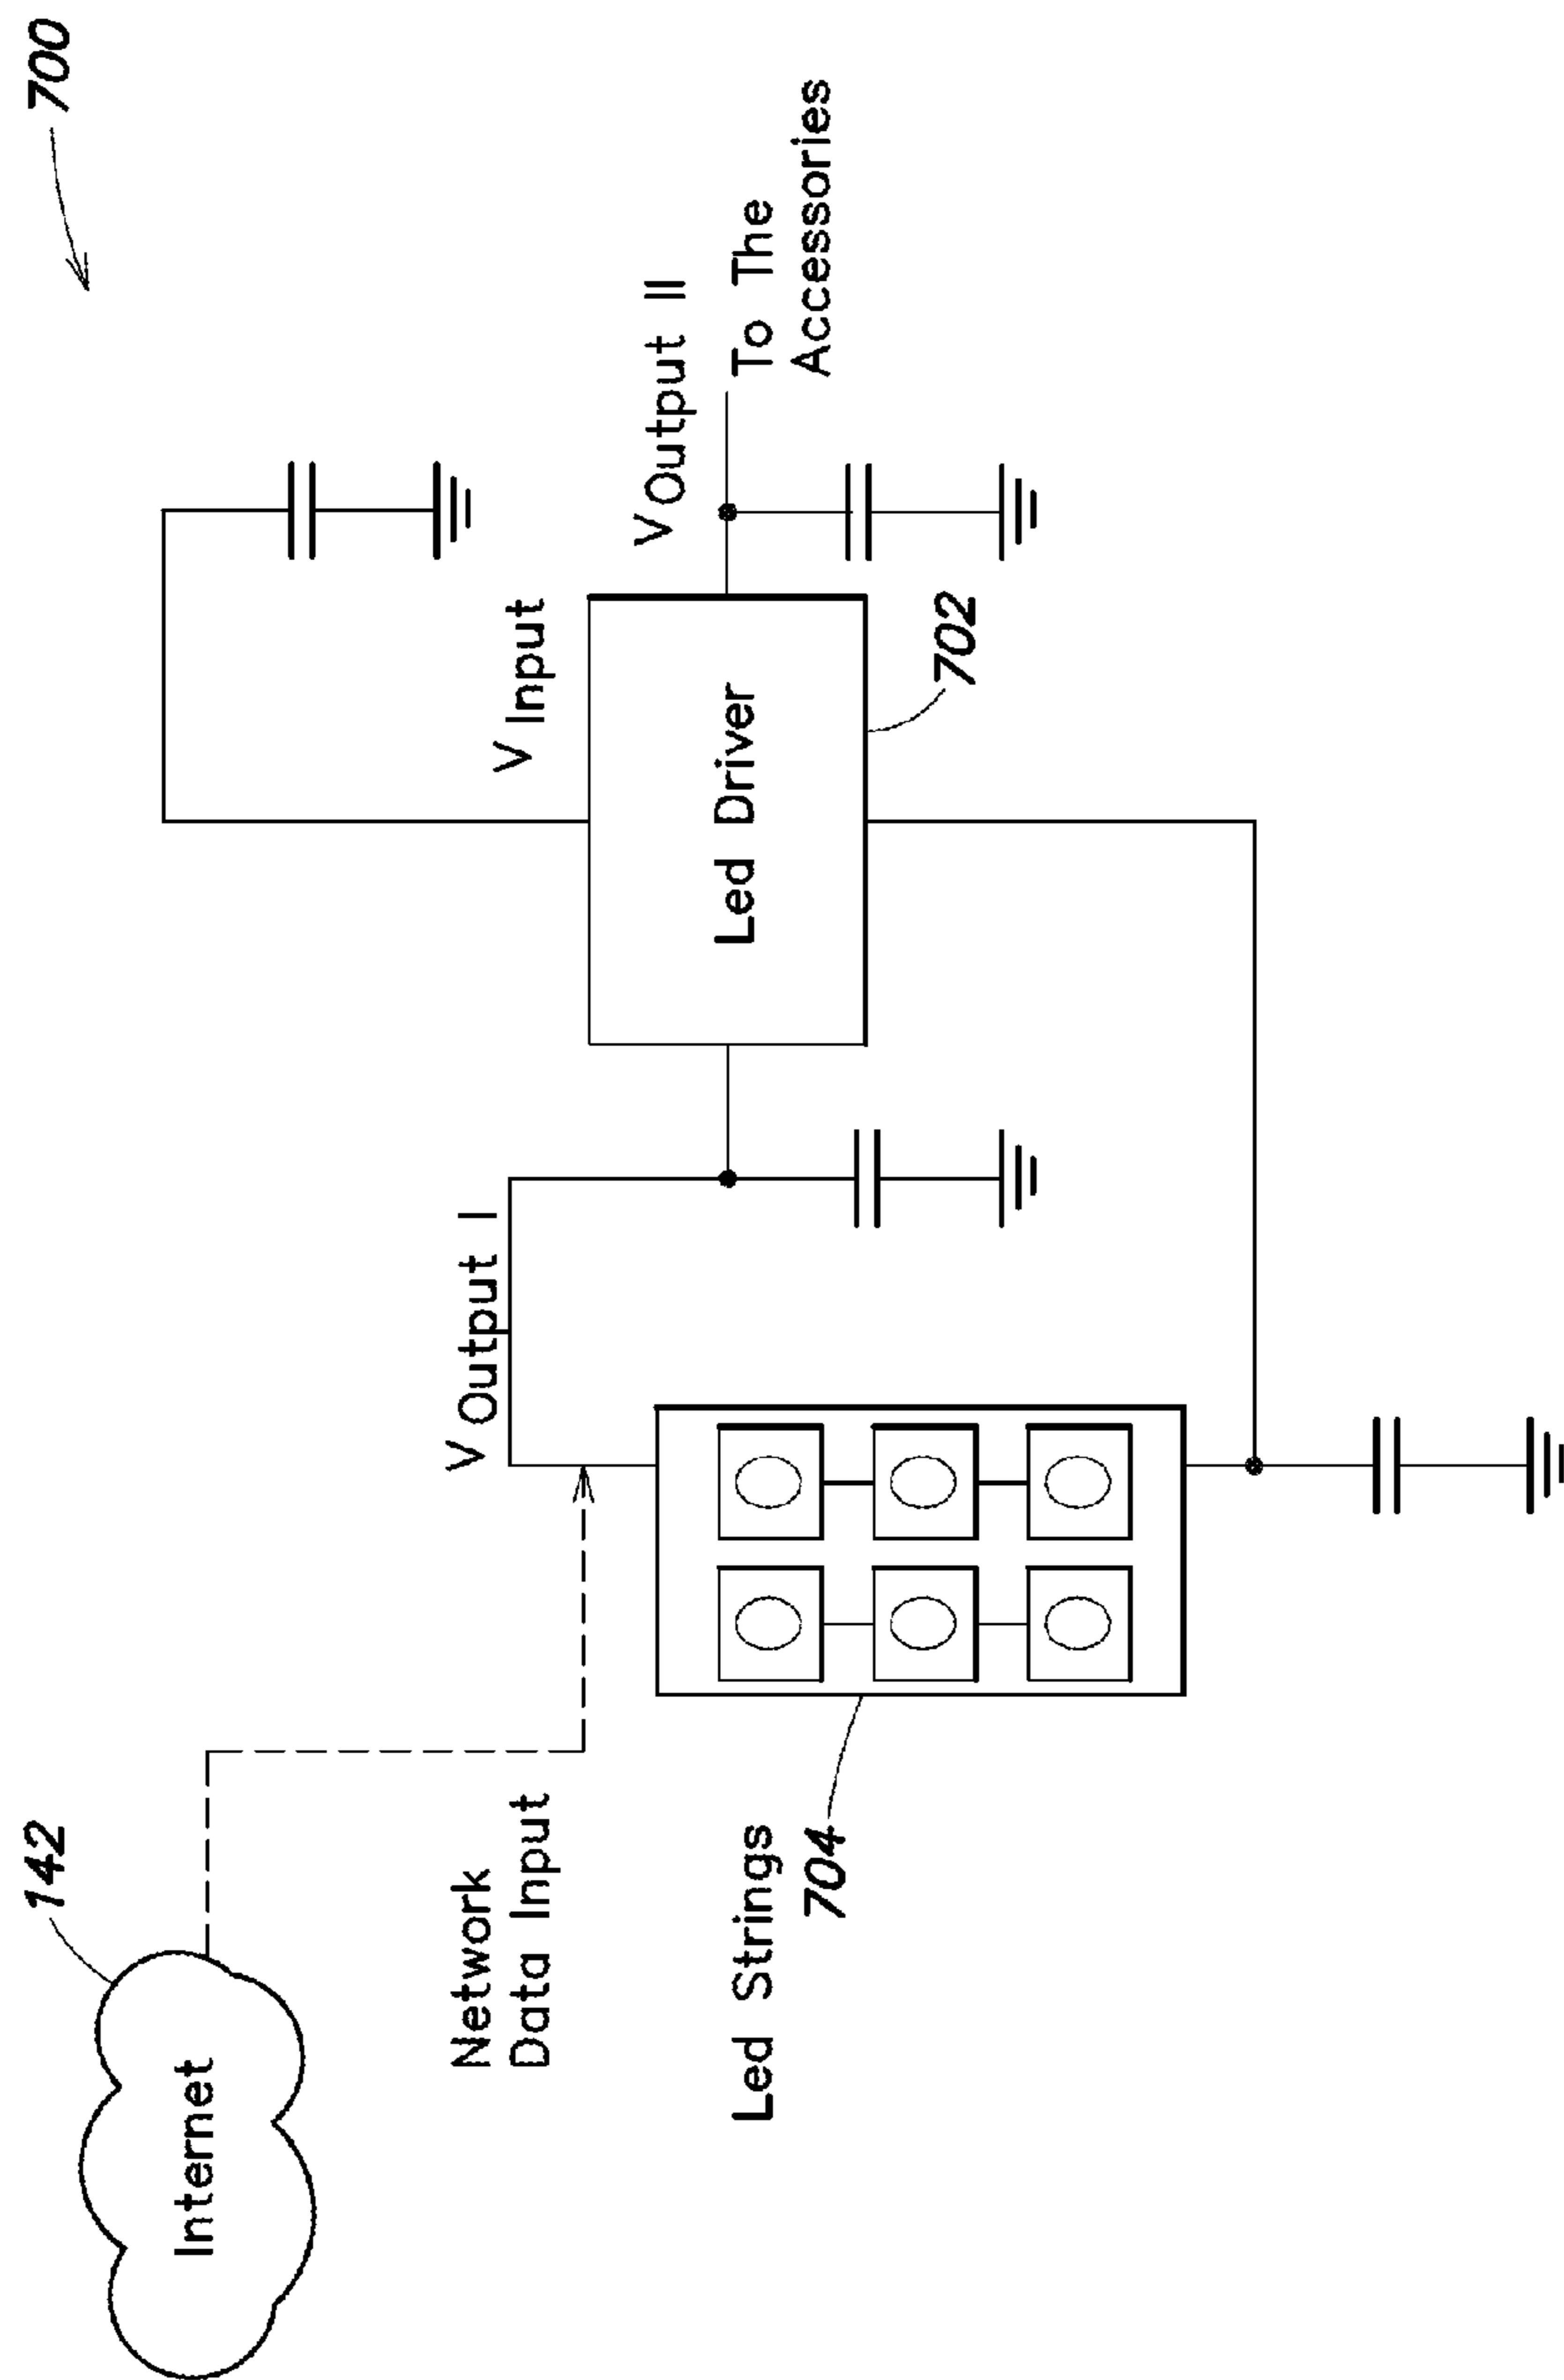 700
142
Internet
Network
Data Input
V Output I
V Input
V Output II
To The
Accessories
Led Driver
702
Led Strings
704